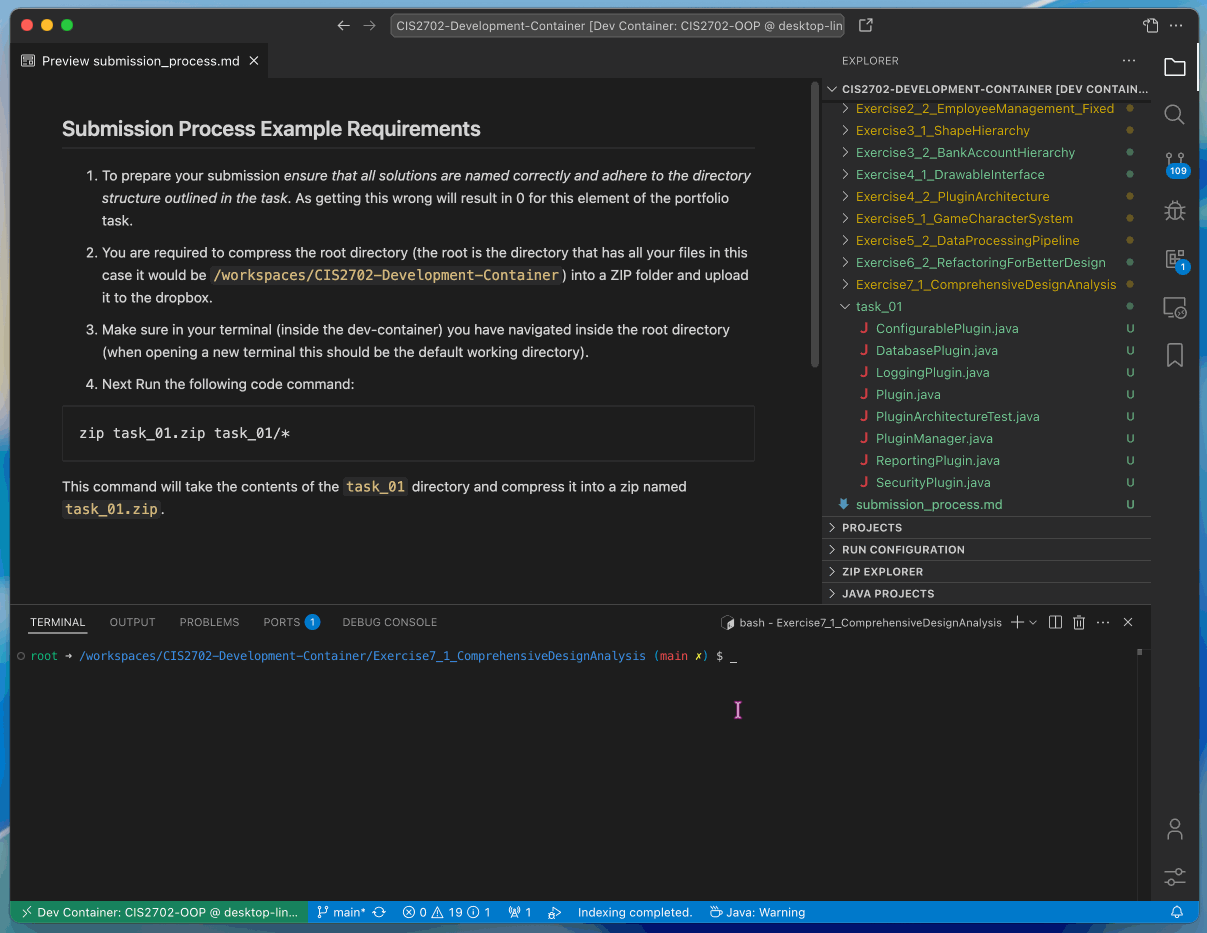 CIS2702-Development-Container [Dev Container: CIS2702-OOP @ desktop-lin
Preview submission_process.md
Submission Process Example Requirements
1. To prepare your submission ensure that all solutions are named correctly and adhere to the directory
structure outlined in the task. As getting this wrong will result in 0 for this element of the portfolio
task.
2. You are required to compress the root directory (the root is the directory that has all your files in this
case it would be /workspaces/CIS2702-Development-Container) into a ZIP folder and upload
it to the dropbox.
3. Make sure in your terminal (inside the dev-container) you have navigated inside the root directory
(when opening a new terminal this should be the default working directory).
4. Next Run the following code command:
zip task_01.zip task_01/*
This command will take the contents of the task_01 directory and compress it into a zip named
task_01.zip.
EXPLORER
CIS2702-DEVELOPMENT-CONTAINER [DEV CONTAIN...
Exercise2_2_EmployeeManagement_Fixed
Exercise3_1_ShapeHierarchy
Exercise3_2_BankAccountHierarchy
Exercise4_1_DrawableInterface
Exercise4_2_PluginArchitecture
Exercise5_1_GameCharacterSystem
Exercise5_2_DataProcessingPipeline
Exercise6_2_RefactoringForBetterDesign
Exercise7_1_ComprehensiveDesignAnalysis
task_01
J ConfigurablePlugin.java U
J DatabasePlugin.java U
J LoggingPlugin.java U
J Plugin.java U
J PluginArchitectureTest.java U
J PluginManager.java U
J ReportingPlugin.java U
J SecurityPlugin.java U
submission_process.md U
PROJECTS
RUN CONFIGURATION
ZIP EXPLORER
JAVA PROJECTS
109
1
TERMINAL OUTPUT PROBLEMS PORTS 1 DEBUG CONSOLE
bash - Exercise7_1_ComprehensiveDesignAnalysis
root ➜ /workspaces/CIS2702-Development-Container/Exercise7_1_ComprehensiveDesignAnalysis (main ✗) $ _
Dev Container: CIS2702-OOP @ desktop-lin... main* 0 19 1 1 Indexing completed. Java: Warning